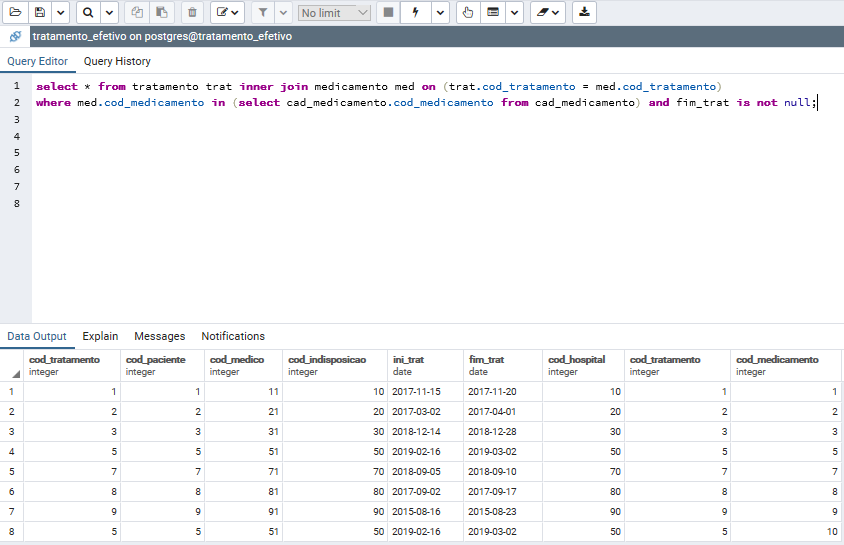 No limit
tratamento_efetivo on postgres@tratamento_efetivo
Query Editor Query History
1 select * from tratamento trat inner join medicamento med on (trat.cod_tratamento = med.cod_tratamento)
2 where med.cod_medicamento in (select cad_medicamento.cod_medicamento from cad_medicamento) and fim_trat is not null;
3
4
5
6
7
8
Data Output Explain Messages Notifications
cod_tratamento cod_paciente cod_medico cod_indisposicao ini_trat fim_trat cod_hospital cod_tratamento cod_medicamento
integer integer integer integer date date integer integer integer
1 1 1 11 10 2017-11-15 2017-11-20 10 1 1
2 2 2 21 20 2017-03-02 2017-04-01 20 2 2
3 3 3 31 30 2018-12-14 2018-12-28 30 3 3
4 5 5 51 50 2019-02-16 2019-03-02 50 5 5
5 7 7 71 70 2018-09-05 2018-09-10 70 7 7
6 8 8 81 80 2017-09-02 2017-09-17 80 8 8
7 9 9 91 90 2015-08-16 2015-08-23 90 9 9
8 5 5 51 50 2019-02-16 2019-03-02 50 5 10